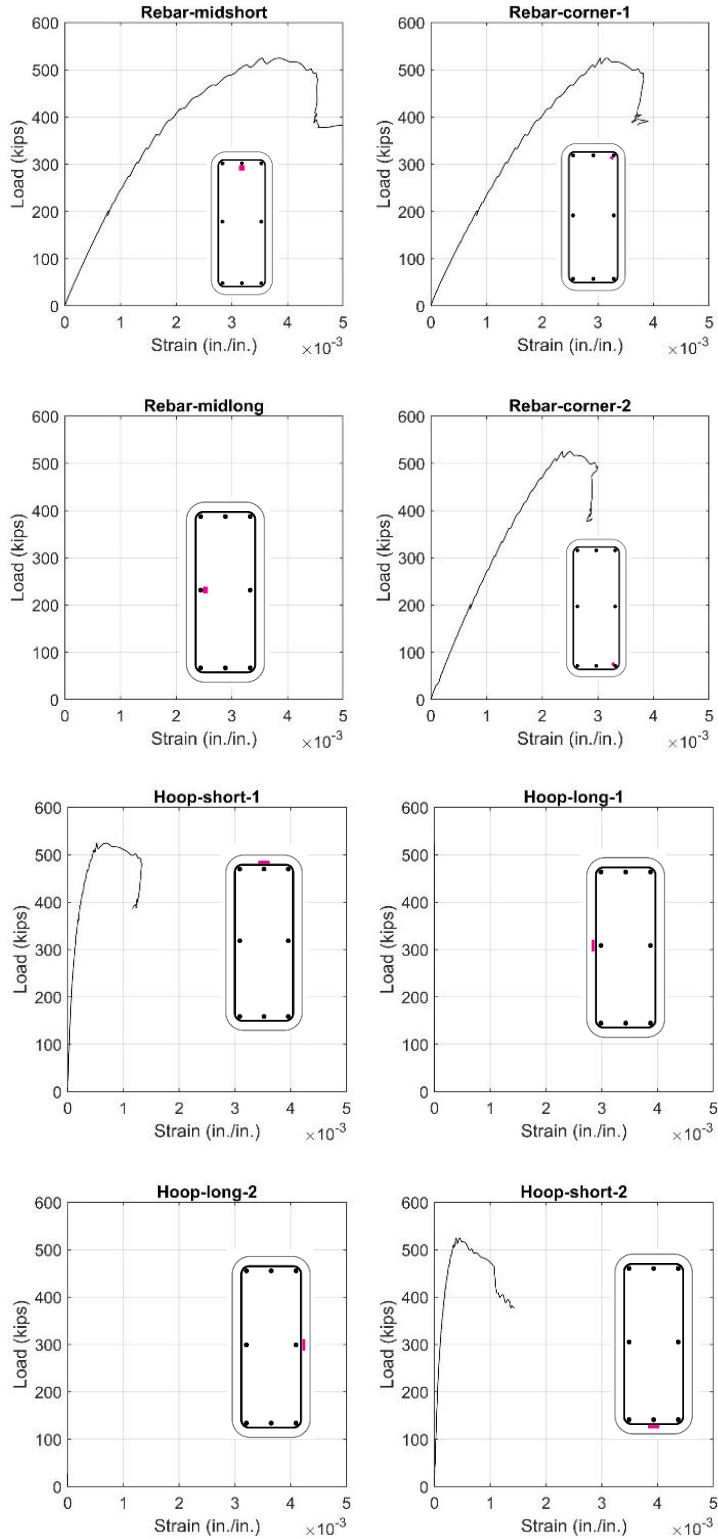 Rebar-midshort
600
500
400
300
200
100
0
Load (kips)
0 1 2 3 4 5
Strain (in./in.) ×10-3
Rebar-corner-1
600
500
400
300
200
100
0
Load (kips)
0 1 2 3 4 5
Strain (in./in.) ×10-3
Rebar-midlong
600
500
400
300
200
100
0
Load (kips)
0 1 2 3 4 5
Strain (in./in.) ×10-3
Rebar-corner-2
600
500
400
300
200
100
0
Load (kips)
0 1 2 3 4 5
Strain (in./in.) ×10-3
Hoop-short-1
600
500
400
300
200
100
0
Load (kips)
0 1 2 3 4 5
Strain (in./in.) ×10-3
Hoop-long-1
600
500
400
300
200
100
0
Load (kips)
0 1 2 3 4 5
Strain (in./in.) ×10-3
Hoop-long-2
600
500
400
300
200
100
0
Load (kips)
0 1 2 3 4 5
Strain (in./in.) ×10-3
Hoop-short-2
600
500
400
300
200
100
0
Load (kips)
0 1 2 3 4 5
Strain (in./in.) ×10-3